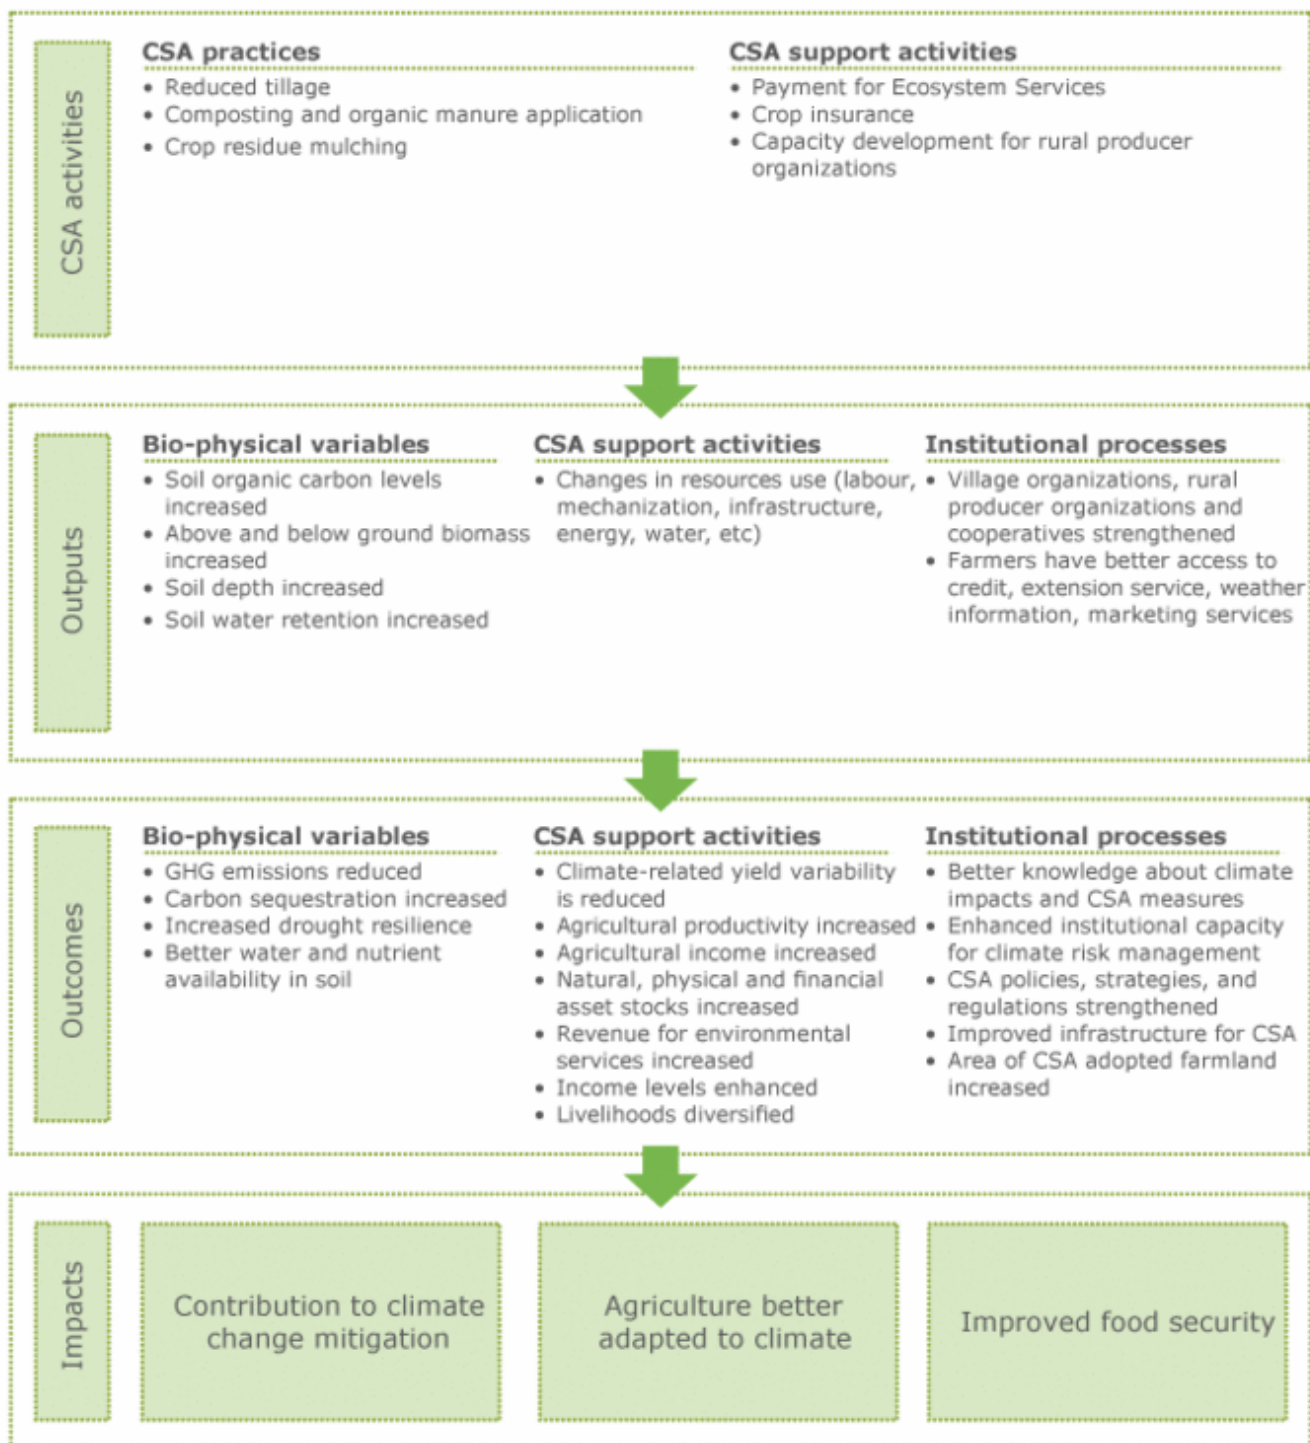 CSA activities
CSA practices
• Reduced tillage
• Composting and organic manure application
• Crop residue mulching
CSA support activities
• Payment for Ecosystem Services
• Crop insurance
• Capacity development for rural producer
organizations
Outputs
Bio-physical variables
• Soil organic carbon levels
increased
• Above and below ground biomass
increased
• Soil depth increased
• Soil water retention increased
CSA support activities
• Changes in resources use (labour,
mechanization, infrastructure,
energy, water, etc)
Institutional processes
• Village organizations, rural
producer organizations and
cooperatives strengthened
• Farmers have better access to
credit, extension service, weather
information, marketing services
Outcomes
Bio-physical variables
• GHG emissions reduced
• Carbon sequestration increased
• Increased drought resilience
• Better water and nutrient
availability in soil
CSA support activities
• Climate-related yield variability
is reduced
• Agricultural productivity increased
• Agricultural income increased
• Natural, physical and financial
asset stocks increased
• Revenue for environmental
services increased
• Income levels enhanced
• Livelihoods diversified
Institutional processes
• Better knowledge about climate
impacts and CSA measures
• Enhanced institutional capacity
for climate risk management
• CSA policies, strategies, and
regulations strengthened
• Improved infrastructure for CSA
• Area of CSA adopted farmland
increased
Impacts
Contribution to climate
change mitigation
Agriculture better
adapted to climate
Improved food security